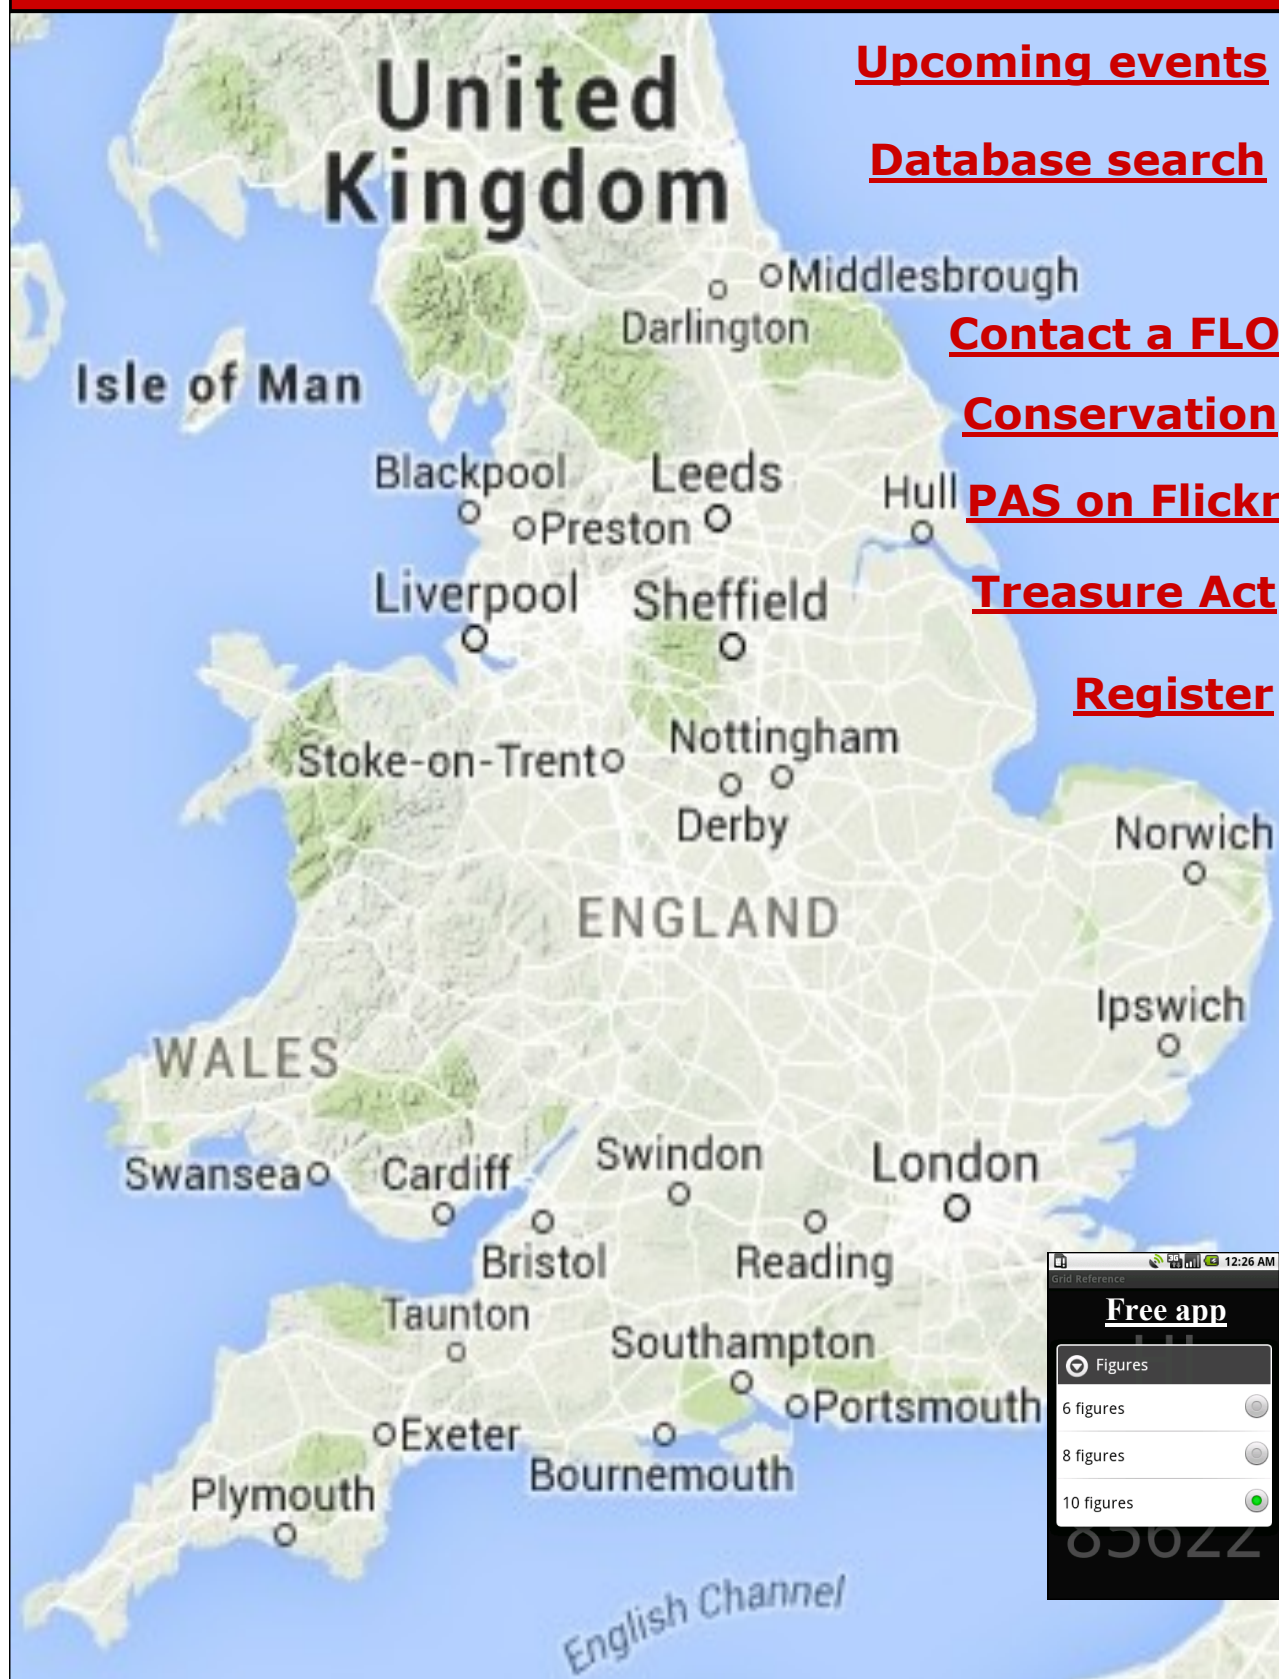 Upcoming events
United
Kingdom
Database search
Middlesbrough
Darlington
Contact a FLO
Isle of Man
Conservation
Blackpool
Leeds
Hull
PAS on Flickr
Preston
Liverpool
Sheffield
Treasure Act
Register
Nottingham
Stoke-on-Trent
Derby
Norwich
ENGLAND
Ipswich
WALES
Swindon
London
Swansea
Cardiff
Bristol
Reading
12:26 AM
Grid Reference
Free app
Taunton
Southampton
Figures
6 figures
Portsmouth
Exeter
8 figures
Bournemouth
Plymouth
10 figures
85622
English Channel